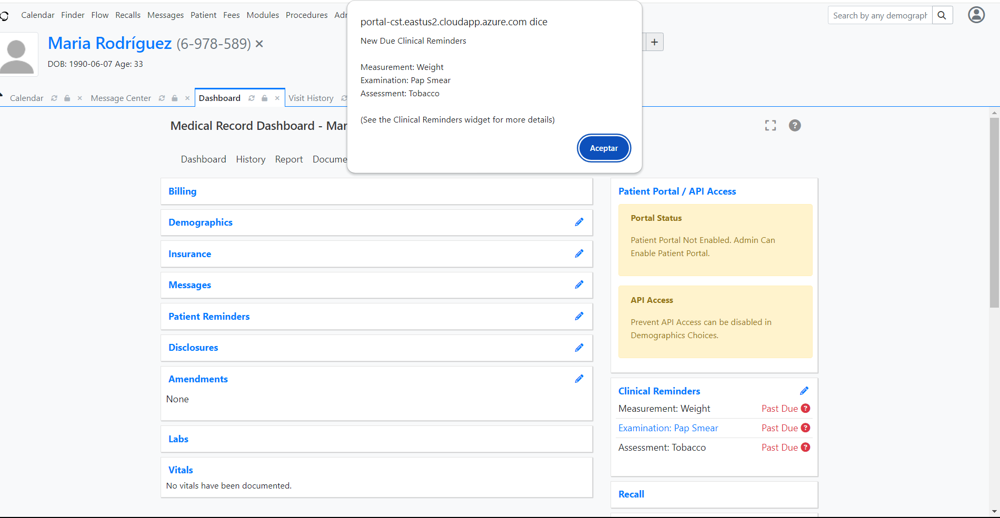 Calendar Finder Flow Recalls Messages Patient Fees Modules Procedures
Search by any demograph
Maria Rodríguez (6-978-589)
DOB: 1990-06-07 Age: 33
portal-cst.eastus2.cloudapp.azure.com dice
New Due Clinical Reminders
Measurement: Weight
Examination: Pap Smear
Assessment: Tobacco
(See the Clinical Reminders widget for more details)
Aceptar
Calendar Message Center Dashboard Visit History
Medical Record Dashboard - Mar
Dashboard History Report Docume
Billing
Demographics
Insurance
Messages
Patient Reminders
Disclosures
Amendments
None
Labs
Vitals
No vitals have been documented.
Patient Portal / API Access
Portal Status
Patient Portal Not Enabled. Admin Can
Enable Patient Portal.
API Access
Prevent API Access can be disabled in
Demographics Choices.
Clinical Reminders
Measurement: Weight Past Due
Examination: Pap Smear Past Due
Assessment: Tobacco Past Due
Recall